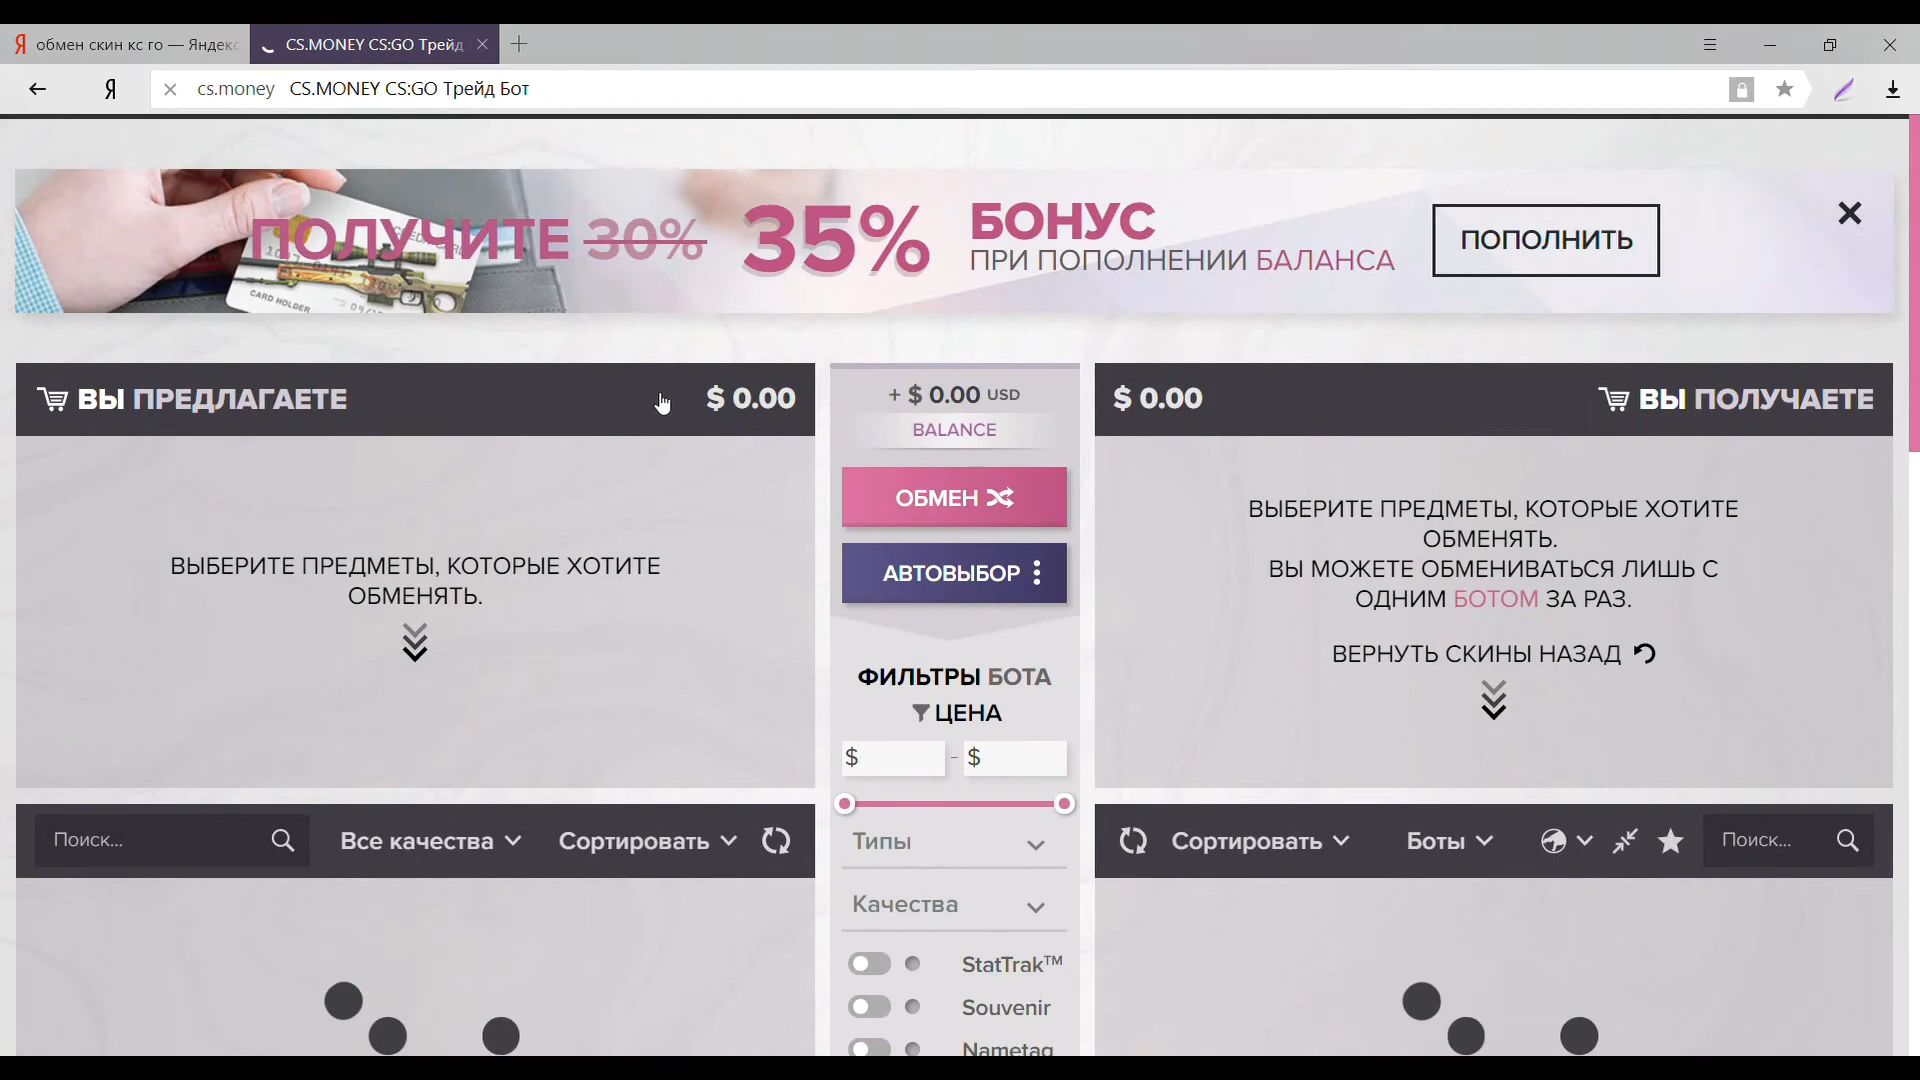 Я обмен скин кс го — Яндекс
CS.MONEY CS:GO Трейд
Я
cs.money CS.MONEY CS:GO Трейд Бот
ПОЛУЧИТЕ 30% 35% БОНУС
ПРИ ПОПОЛНЕНИИ БАЛАНСА
ПОПОЛНИТЬ
CARD HOLDER
ВЫ ПРЕДЛАГАЕТЕ
$ 0.00
+ $ 0.00 USD
BALANCE
$ 0.00
ВЫ ПОЛУЧАЕТЕ
ВЫБЕРИТЕ ПРЕДМЕТЫ, КОТОРЫЕ ХОТИТЕ
ОБМЕНЯТЬ.
ОБМЕН
АВТОВЫБОР
ВЫБЕРИТЕ ПРЕДМЕТЫ, КОТОРЫЕ ХОТИТЕ
ОБМЕНЯТЬ.
ВЫ МОЖЕТЕ ОБМЕНИВАТЬСЯ ЛИШЬ С
ОДНИМ БОТОМ ЗА РАЗ.
ВЕРНУТЬ СКИНЫ НАЗАД
ФИЛЬТРЫ БОТА
ЦЕНА
$ - $
Поиск...
Все качества
Сортировать
Типы
Качества
StatTrak™
Souvenir
Nametag
Сортировать
Боты
Поиск...